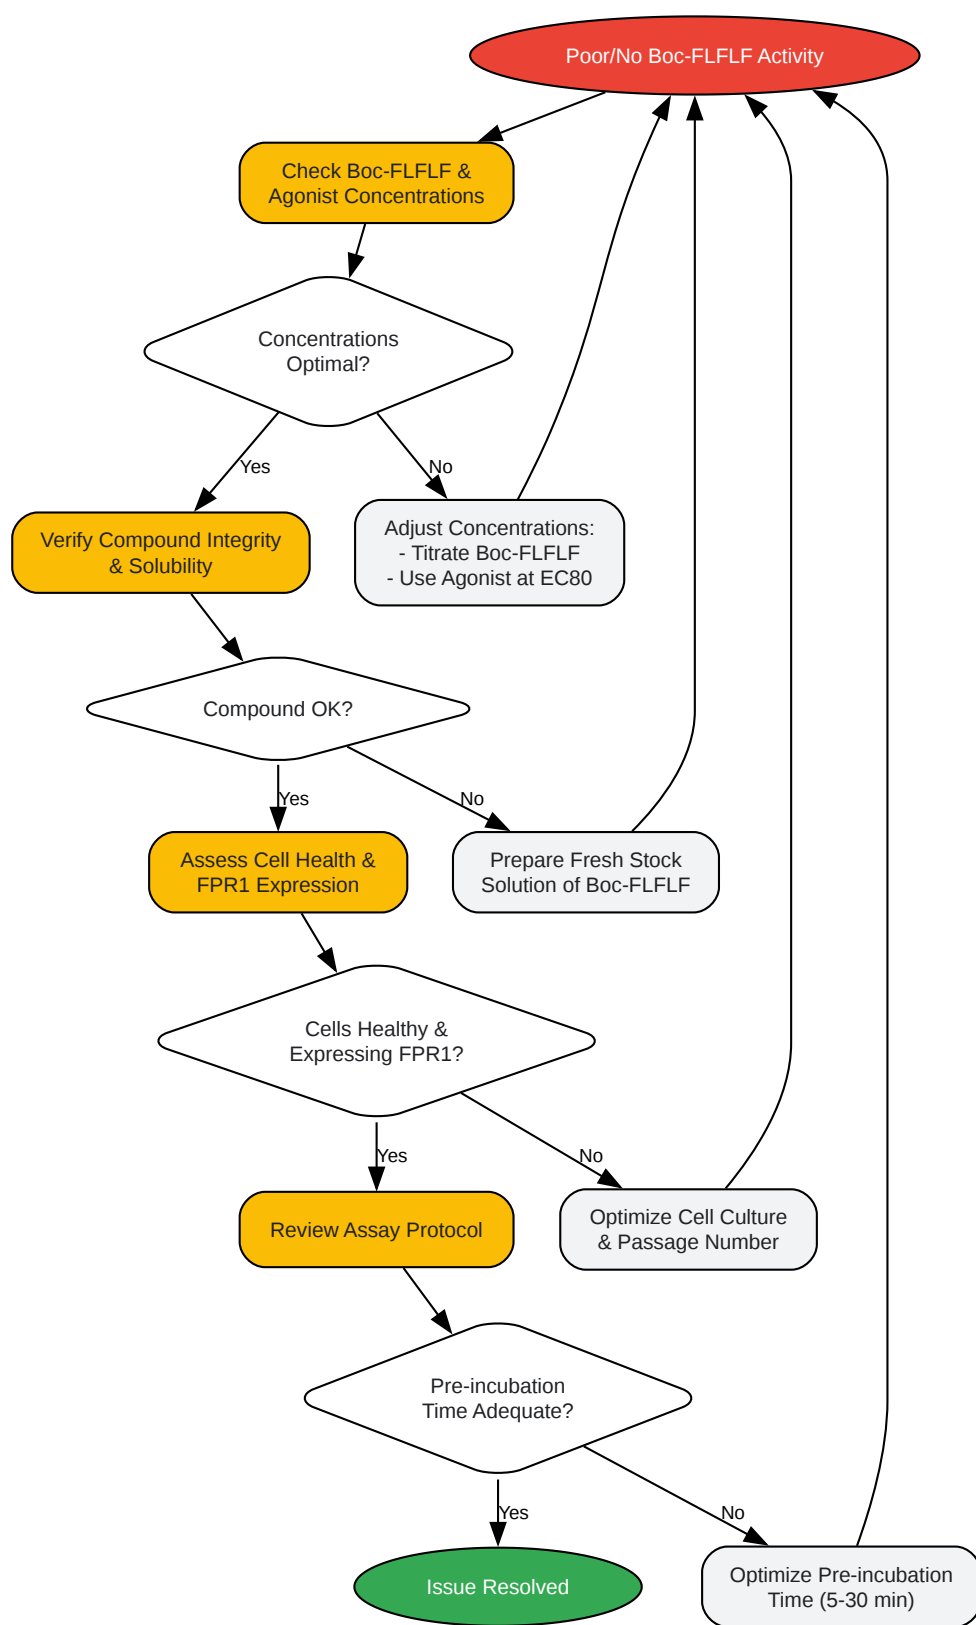 Poor/No Boc-FLFLF Activity
Check Boc-FLFLF &
Agonist Concentrations
Concentrations
Optimal?
Yes
No
Verify Compound Integrity
& Solubility
Adjust Concentrations:
- Titrate Boc-FLFLF
- Use Agonist at EC80
Compound OK?
Yes
No
Assess Cell Health &
FPR1 Expression
Prepare Fresh Stock
Solution of Boc-FLFLF
Cells Healthy &
Expressing FPR1?
Yes
No
Review Assay Protocol
Optimize Cell Culture
& Passage Number
Pre-incubation
Time Adequate?
Yes
No
Issue Resolved
Optimize Pre-incubation
Time (5-30 min)